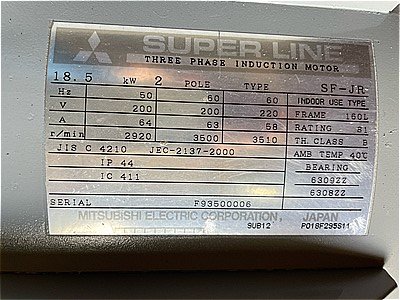 SUPER LINE
THREE PHASE INDUCTION MOTOR
18.5 kW 2 POLE TYPE SF-JR
Hz 50 60 60 INDOOR USE TYPE
V 200 200 220 FRAME 160L
A 64 63 58 RATING S1
r/min 2920 3500 3510 TH.CLASS B
JIS C 4210 JEC-2137-2000 AMB TEMP 40℃
IP 44 BEARING
IC 411 6309ZZ
6308ZZ
SERIAL F93500006
MITSUBISHI ELECTRIC CORPORATION, JAPAN
SUB12 P016F295S11